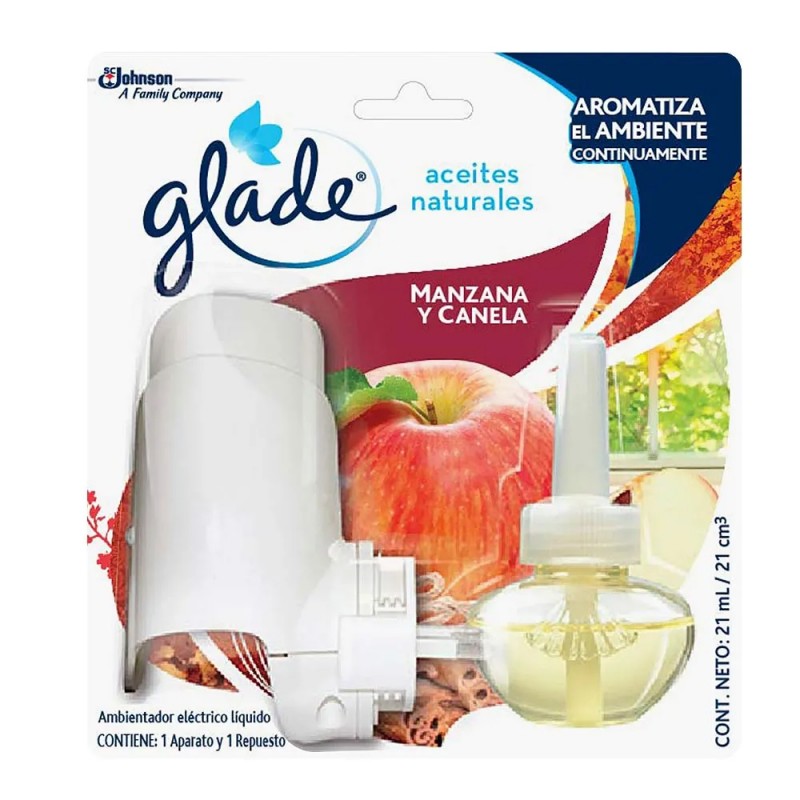 SC Johnson
A Family Company
glade®
aceites
naturales
AROMATIZA
EL AMBIENTE
CONTINUAMENTE
MANZANA
Y CANELA
CONT. NETO: 21 mL / 21 cm³
Ambientador eléctrico líquido
CONTIENE: 1 Aparato y 1 Repuesto